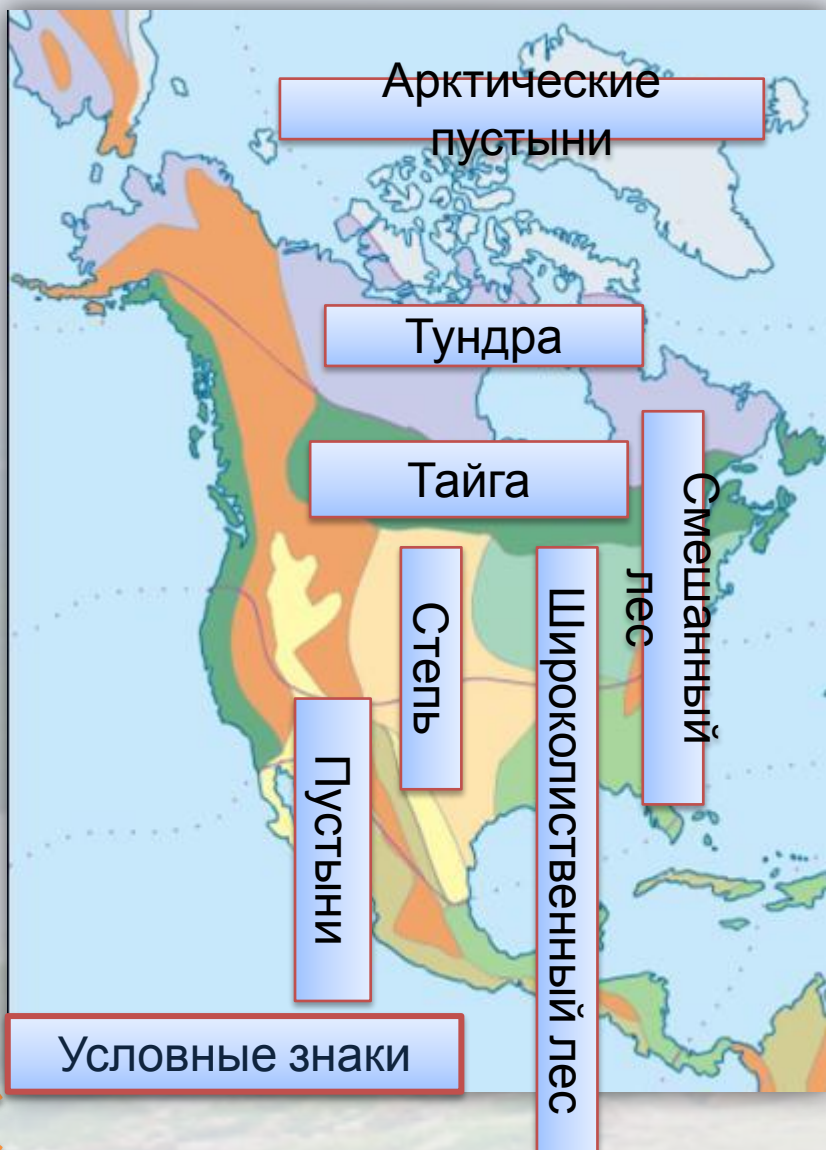 Арктические
пустыни
Тундра
Тайга
Смешанный
лес
Степь
Широколиственный лес
Пустыни
Условные знаки